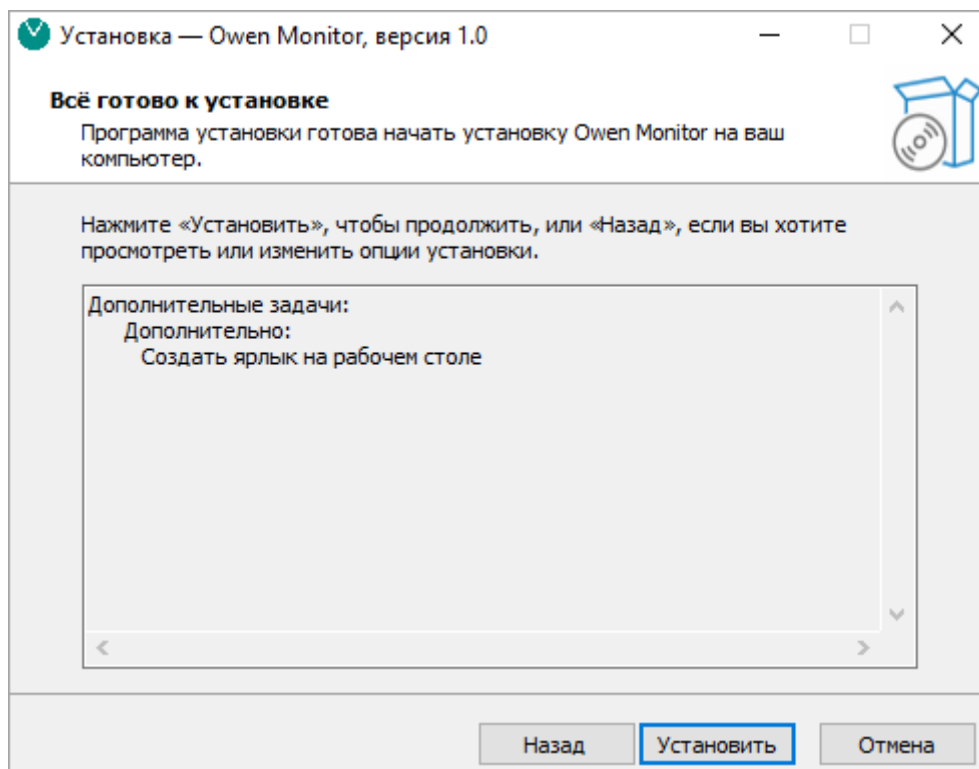 Установка — Owen Monitor, версия 1.0
Всё готово к установке
Программа установки готова начать установку Owen Monitor на ваш
компьютер.
Нажмите «Установить», чтобы продолжить, или «Назад», если вы хотите
просмотреть или изменить опции установки.
Дополнительные задачи:
Дополнительно:
Создать ярлык на рабочем столе
Назад
Установить
Отмена